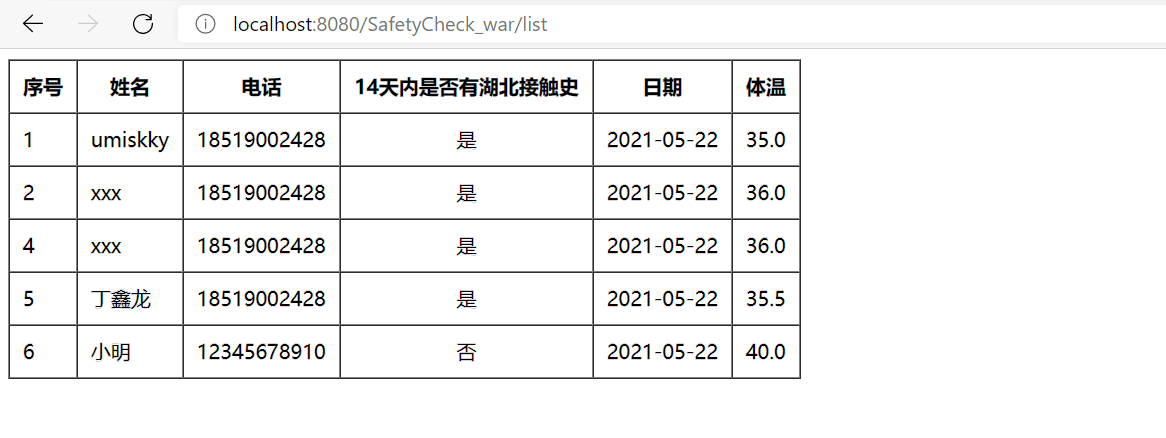 localhost:8080/SafetyCheck_war/list
序号 姓名 电话 14天内是否有湖北接触史 日期 体温
1 umiskky 18519002428 是 2021-05-22 35.0
2 xxx 18519002428 是 2021-05-22 36.0
4 xxx 18519002428 是 2021-05-22 36.0
5 丁鑫龙 18519002428 是 2021-05-22 35.5
6 小明 12345678910 否 2021-05-22 40.0